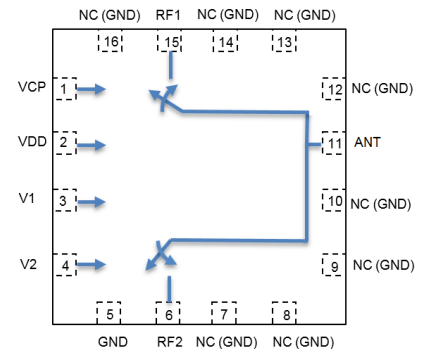 NC (GND) RF1 NC (GND) NC (GND)
16 15 14 13
VCP 1 12 NC (GND)
VDD 2 11 ANT
V1 3 10 NC (GND)
V2 4 9 NC (GND)
5 6 7 8
GND RF2 NC (GND) NC (GND)